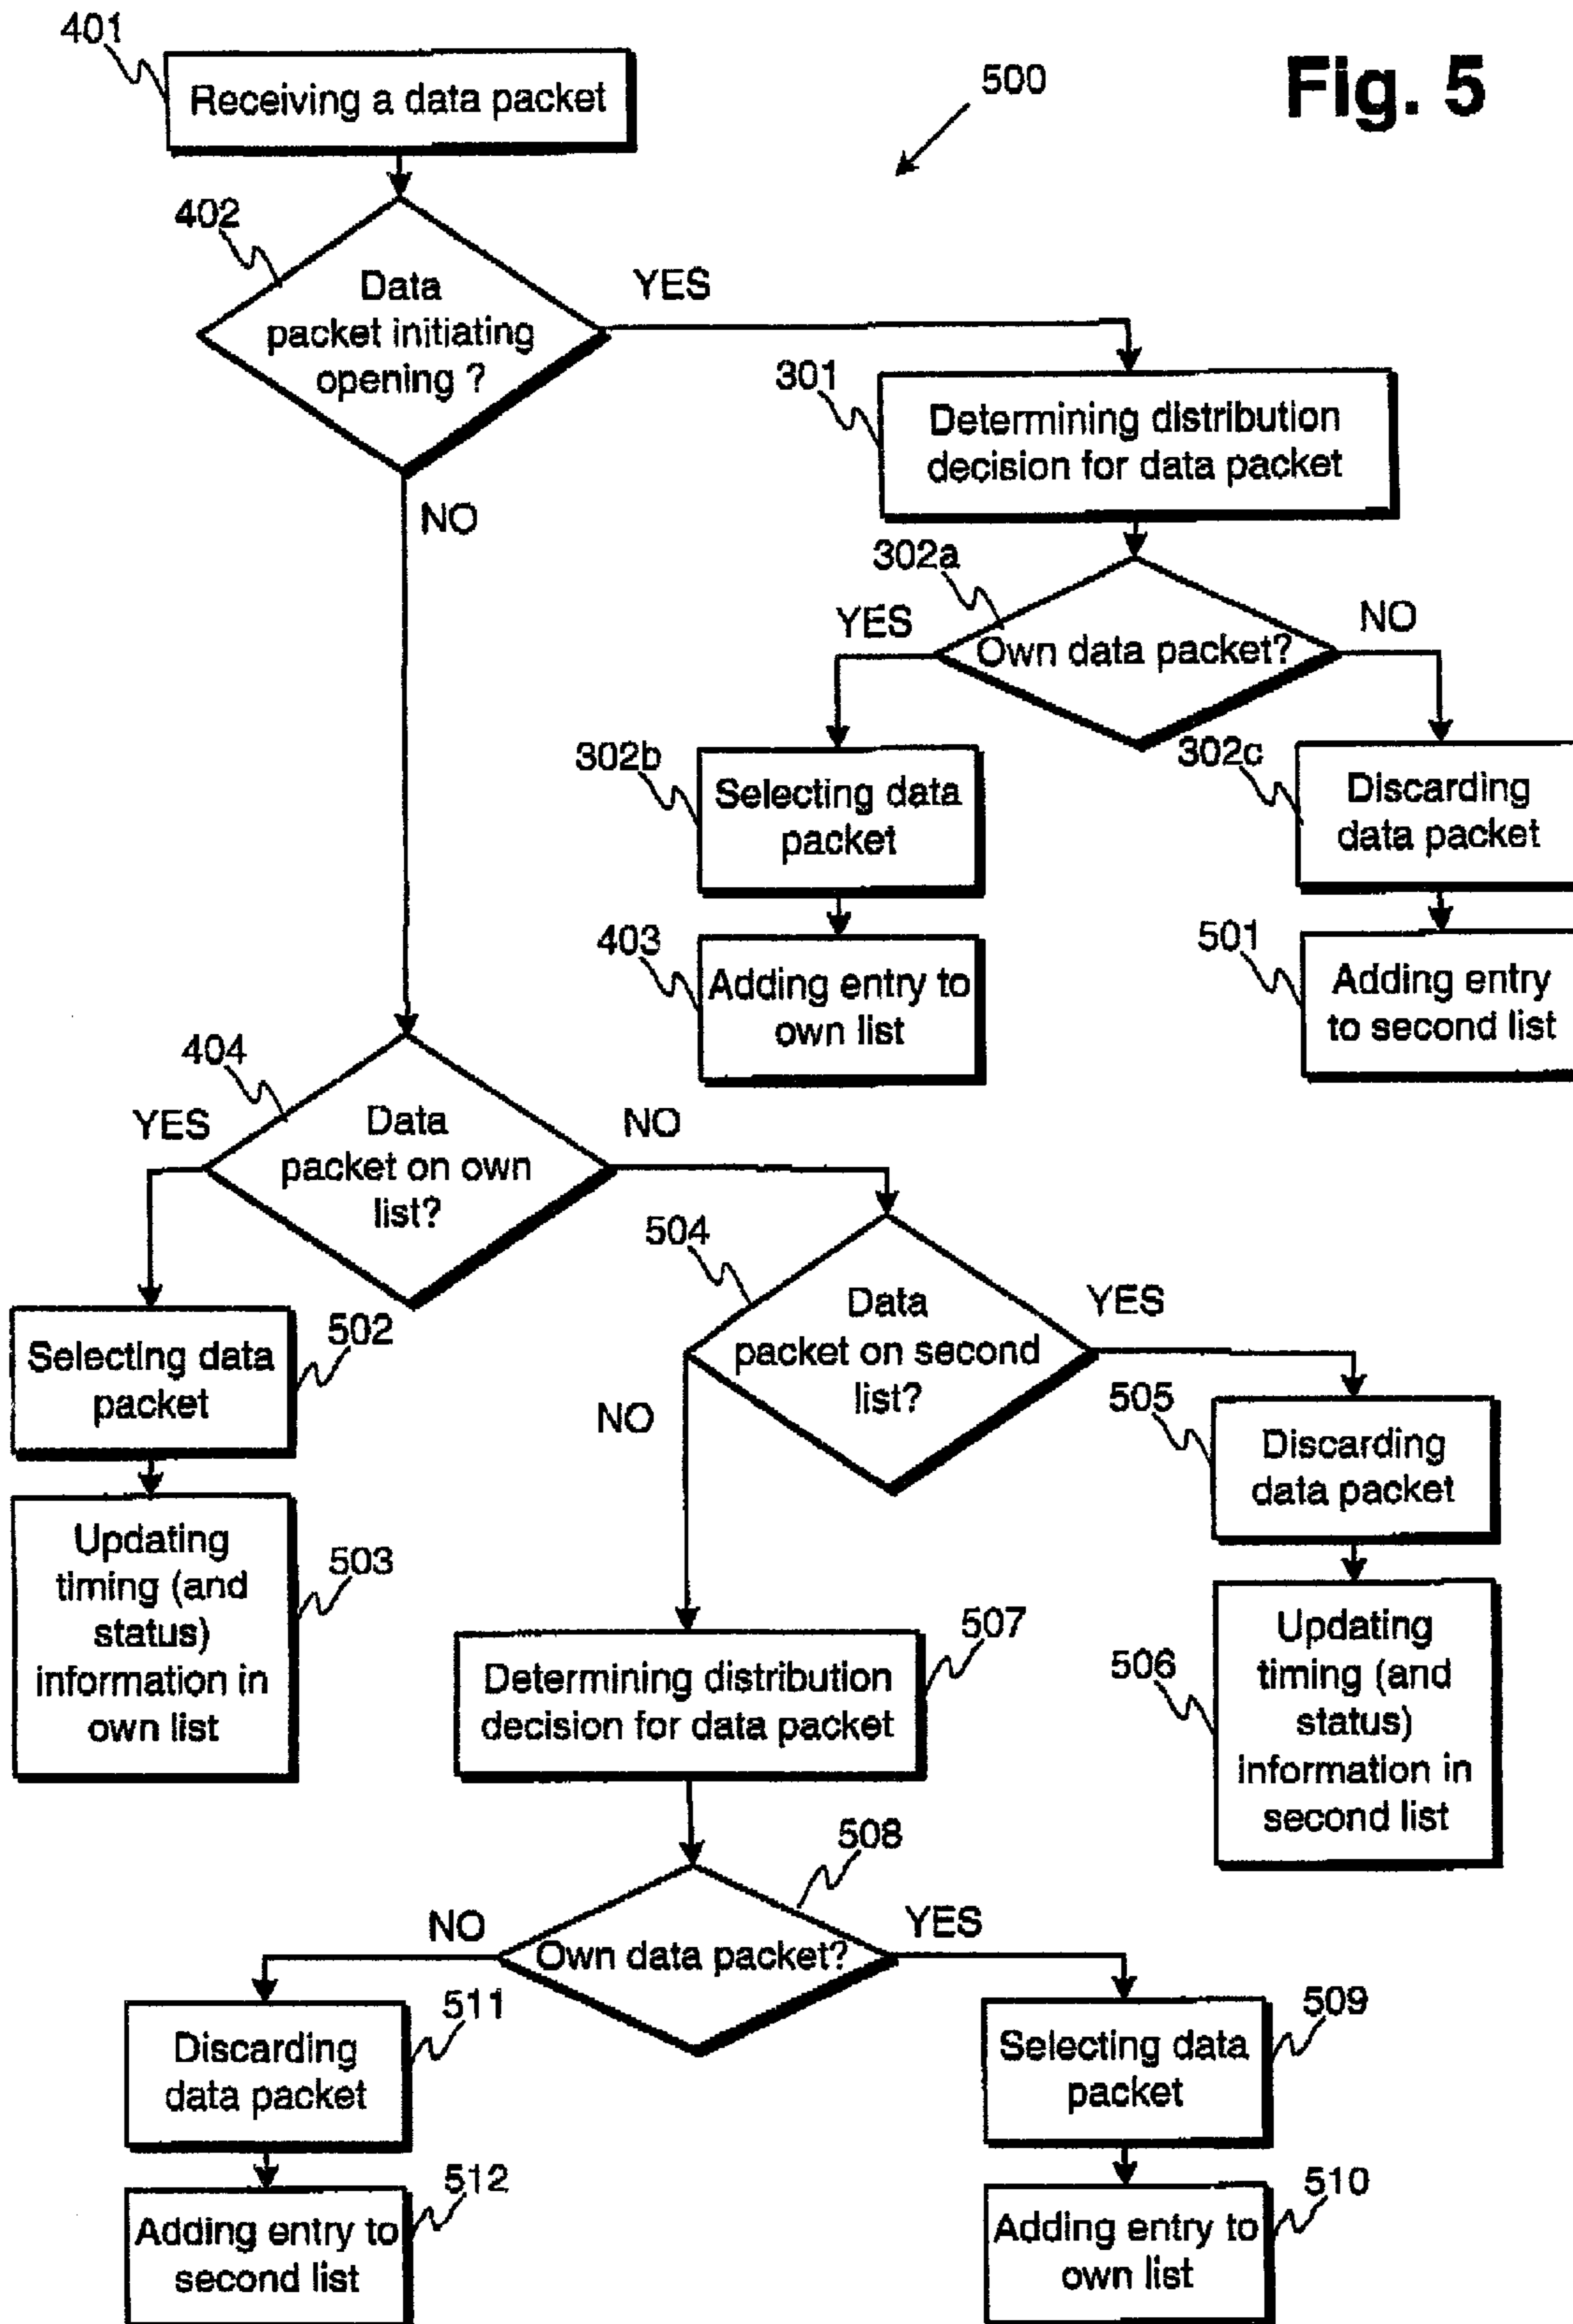 401
Receiving a data packet
500
Fig. 5
402
Data
packet initiating
opening ?
YES
NO
301
Determining distribution
decision for data packet
302a
Own data packet?
YES
NO
302b
Selecting data
packet
302c
Discarding
data packet
403
Adding entry to
own list
501
Adding entry
to second list
404
Data
packet on own
list?
YES
NO
504
Data
packet on second
list?
YES
NO
502
Selecting data
packet
505
Discarding
data packet
503
Updating
timing (and
status)
information in
own list
506
Updating
timing (and
status)
information in
second list
507
Determining distribution
decision for data packet
508
Own data packet?
NO
YES
511
Discarding
data packet
509
Selecting data
packet
512
Adding entry to
second list
510
Adding entry to
own list